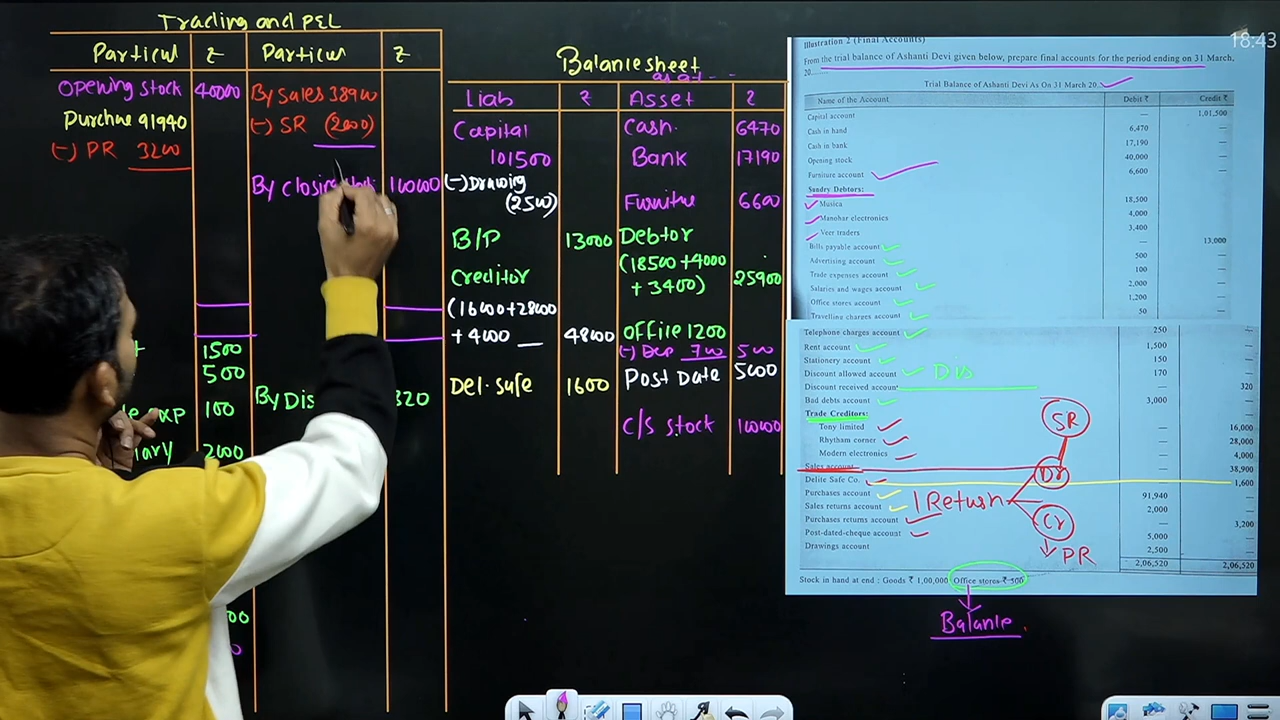 Trading and P&L
Particul ₹ Particur ₹
Opening stock 40000 By Sales 38900
Purchase 91940 (-) SR (2000)
(-) PR 3200
By closing 100000
1500
500
exp 100 By Dis 320
2000
00
0
Balancesheet
as at - - -
Liab ₹ Asset ₹
Capital Cash. 6470
101500 Bank 17190
(-) Drawing
(2500) Furnitue 6600
B/P 13000 Debtor
Creditor (18500+4000 25900
+ 3400)
(16000+28000
+ 4000 48000 office 1200
(-) Dep 700 500
Del. safe 1600 Post Date 5000
C/s stock 100000
18:43
Illustration 2 (Final Accounts)
From the trial balance of Ashanti Devi given below, prepare final accounts for the period ending on 31 March,
20........
Trial Balance of Ashanti Devi As On 31 March 20..
Name of the Account Debit ₹ Credit ₹
Capital account — 1,01,500
Cash in hand 6,470 —
Cash in bank 17,190 —
Opening stock 40,000 —
Furniture account 6,600 —
Sundry Debtors:
Musica 18,500 —
Manohar electronics 4,000 —
Veer traders 3,400 —
Bills payable account — 13,000
Advertising account 500 —
Trade expenses account 100 —
Salaries and wages account 2,000 —
Office stores account 1,200 —
Travelling charges account 50 —
Telephone charges account 250 —
Rent account 1,500 —
Stationery account 150 —
Discount allowed account 170 —
Dis
Discount received account — 320
Bad debts account 3,000 —
Trade Creditors:
Tony limited — 16,000
Rhytham corner — 28,000
Modern electronics — 4,000
Sales account — 38,900
Delite Safe Co. — 1,600
Purchases account 91,940 —
Sales returns account 2,000 —
Purchases returns account — 3,200
Post-dated-cheque account 5,000 —
Drawings account 2,500 —
2,06,520 2,06,520
SR
Dr
Return
Cr
PR
Stock in hand at end : Goods ₹ 1,00,000 Office stores ₹ 500
Balanle